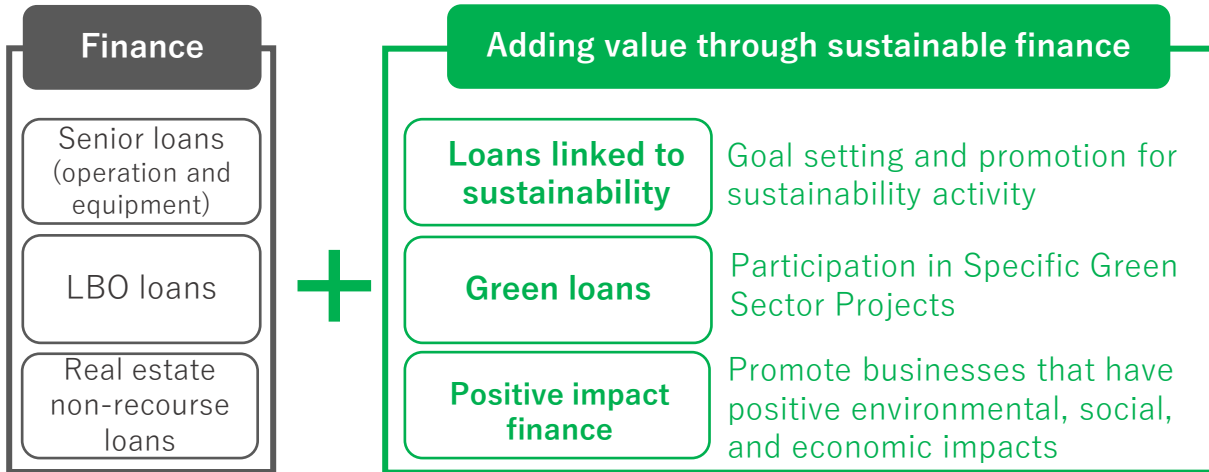 Finance
Senior loans
(operation and
equipment)
LBO loans
Real estate
non-recourse
loans
Adding value through sustainable finance
Loans linked to
sustainability
Goal setting and promotion for
sustainability activity
Green loans
Participation in Specific Green
Sector Projects
Positive impact
finance
Promote businesses that have
positive environmental, social,
and economic impacts